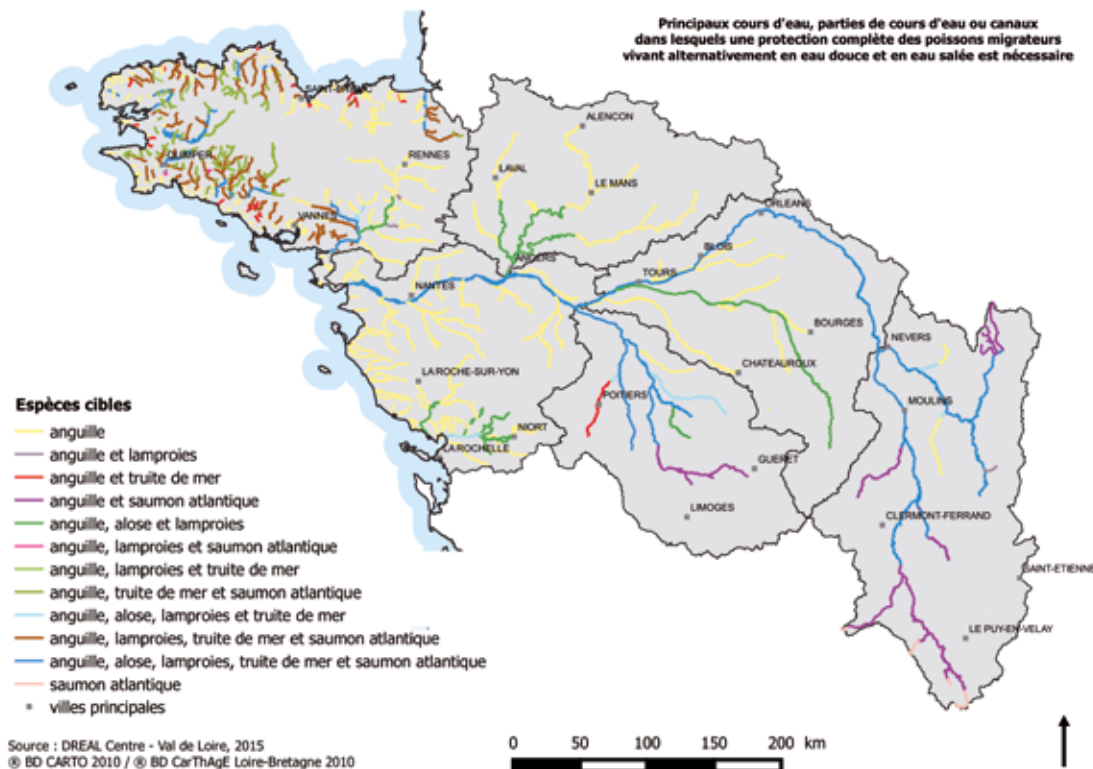 Principaux cours d'eau, parties de cours d'eau ou canaux
dans lesquels une protection complète des poissons migrateurs
vivant alternativement en eau douce et en eau salée est nécessaire
ALENCON
RENNES
LAVAL
LE MANS
QUIMPER
VANNES
ORLEANS
BLOIS
ANGERS
TOURS
NANTES
BOURGES
NEVERS
CHATEAUROUX
LA ROCHE-SUR-YON
POITIERS
MOULINS
NIORT
LA ROCHELLE
GUERET
LIMOGES
CLERMONT-FERRAND
SAINT-ETIENNE
LE PUY-EN-VELAY
Espèces cibles
anguille
anguille et lamproies
anguille et truite de mer
anguille et saumon atlantique
anguille, alose et lamproies
anguille, lamproies et saumon atlantique
anguille, lamproies et truite de mer
anguille, truite de mer et saumon atlantique
anguille, alose, lamproies et truite de mer
anguille, lamproies, truite de mer et saumon atlantique
anguille, alose, lamproies, truite de mer et saumon atlantique
saumon atlantique
villes principales
Source : DREAL Centre - Val de Loire, 2015
® BD CARTO 2010 / ® BD CarThAgE Loire-Bretagne 2010
0 50 100 150 200 km